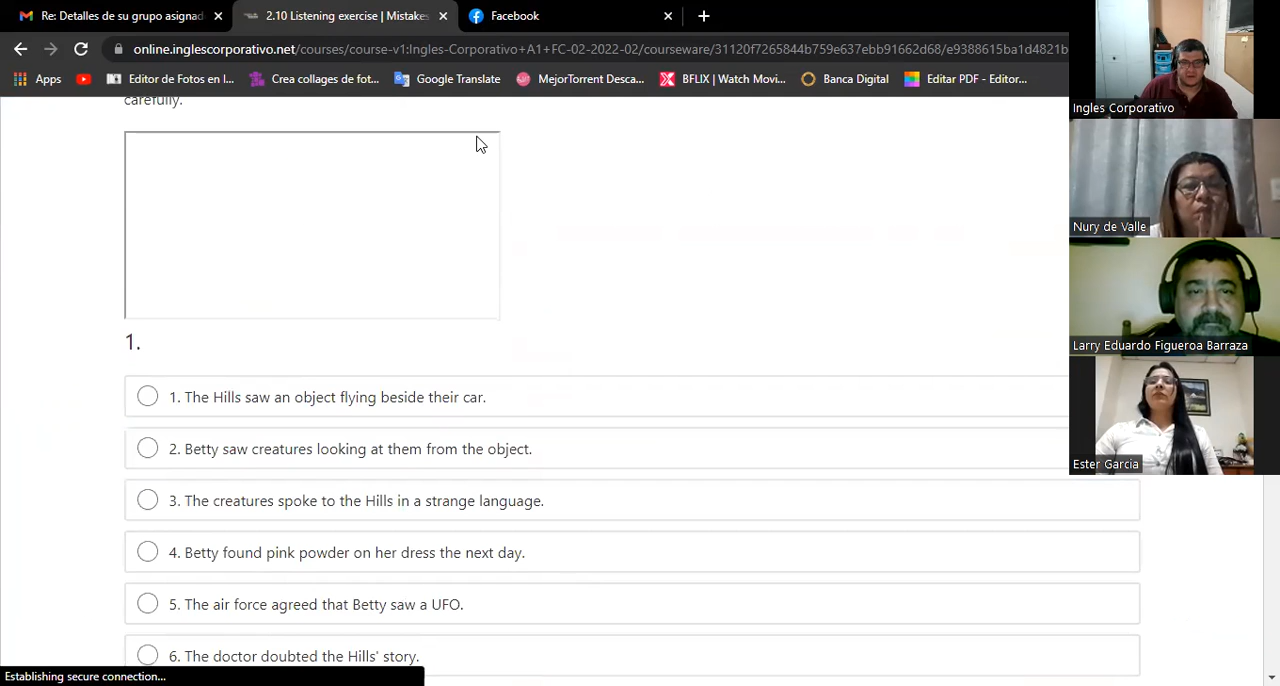 Re: Detalles de su grupo asignad
2.10 Listening exercise | Mistakes
Facebook
online.inglescorporativo.net/courses/course-v1:Ingles-Corporativo+A1+FC-02-2022-02/courseware/31120f7265844b759e637ebb91662d68/e9388615ba1d4821b
Apps
Editor de Fotos en l...
Crea collages de fot...
Google Translate
MejorTorrent Desca...
BFLIX | Watch Movi...
Banca Digital
Editar PDF - Editor...
carefully.
1.
1. The Hills saw an object flying beside their car.
2. Betty saw creatures looking at them from the object.
3. The creatures spoke to the Hills in a strange language.
4. Betty found pink powder on her dress the next day.
5. The air force agreed that Betty saw a UFO.
6. The doctor doubted the Hills' story.
Establishing secure connection...
Ingles Corporativo
Nury de Valle
Larry Eduardo Figueroa Barraza
Ester Garcia